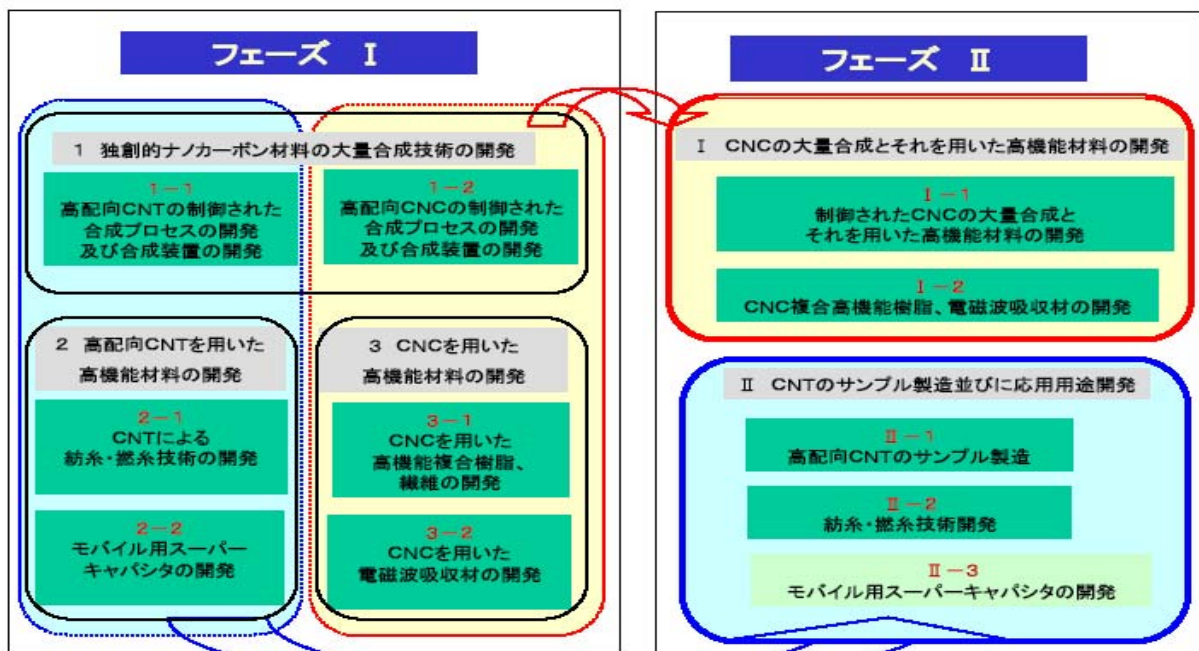 フェーズ Ⅰ
1 独創的ナノカーボン材料の大量合成技術の開発
1-1
高配向CNTの制御された
合成プロセスの開発
及び合成装置の開発
1-2
高配向CNCの制御された
合成プロセスの開発
及び合成装置の開発
2 高配向CNTを用いた
高機能材料の開発
2-1
CNTによる
紡糸・撚糸技術の開発
2-2
モバイル用スーパー
キャパシタの開発
3 CNCを用いた
高機能材料の開発
3-1
CNCを用いた
高機能複合樹脂、
繊維の開発
3-2
CNCを用いた
電磁波吸収材の開発
フェーズ Ⅱ
Ⅰ CNCの大量合成とそれを用いた高機能材料の開発
Ⅰ-1
制御されたCNCの大量合成と
それを用いた高機能材料の開発
Ⅰ-2
CNC複合高機能樹脂、電磁波吸収材の開発
Ⅱ CNTのサンプル製造並びに応用用途開発
Ⅱ-1
高配向CNTのサンプル製造
Ⅱ-2
紡糸・撚糸技術開発
Ⅱ-3
モバイル用スーパーキャパシタの開発